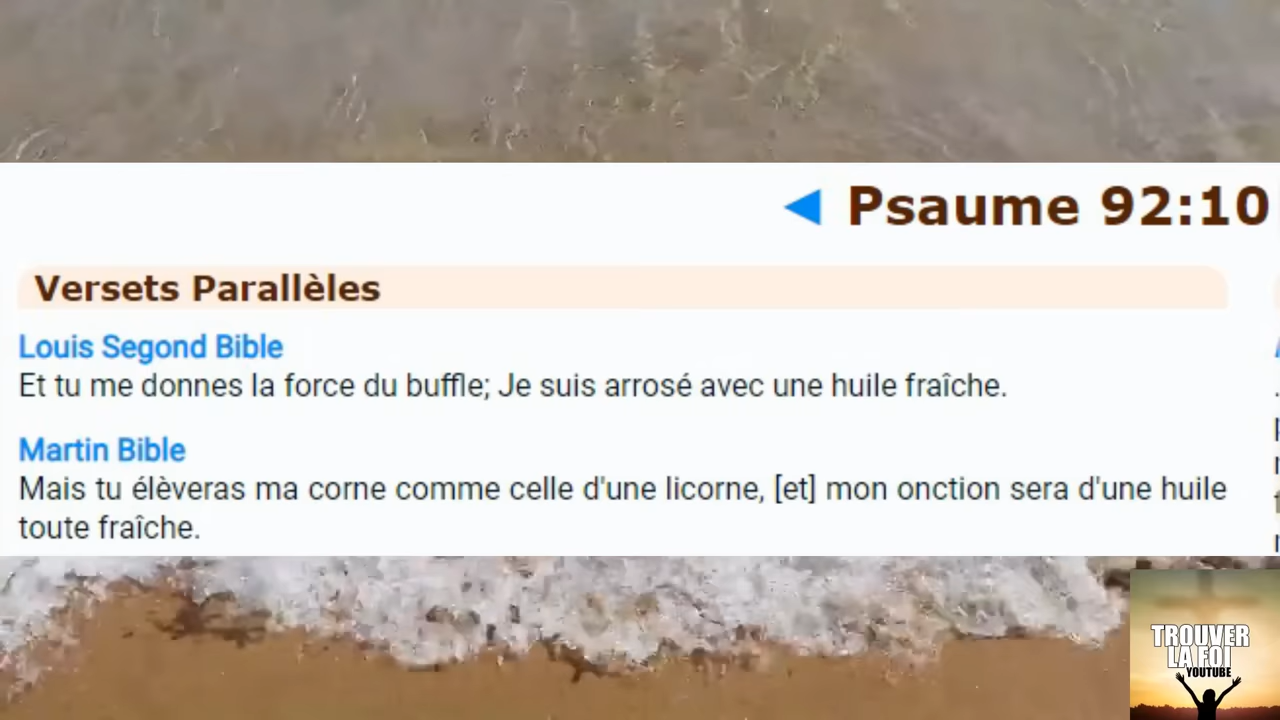 ◀ Psaume 92:10
Versets Parallèles
Louis Segond Bible
Et tu me donnes la force du buffle; Je suis arrosé avec une huile fraîche.
Martin Bible
Mais tu élèveras ma corne comme celle d'une licorne, [et] mon onction sera d'une huile
toute fraîche.
TROUVER
LA FOI
YOUTUBE